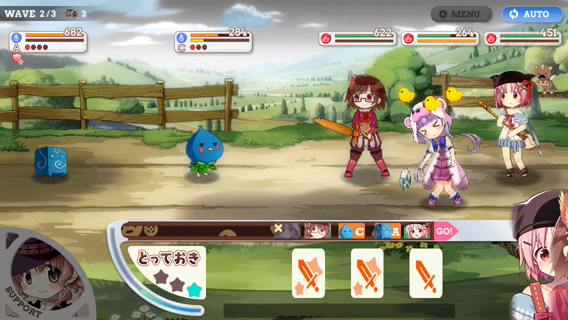 WAVE 2/3 3
MENU
AUTO
682
A
284
C
622
264
451
C A GO!
とっておき
SUPPORT